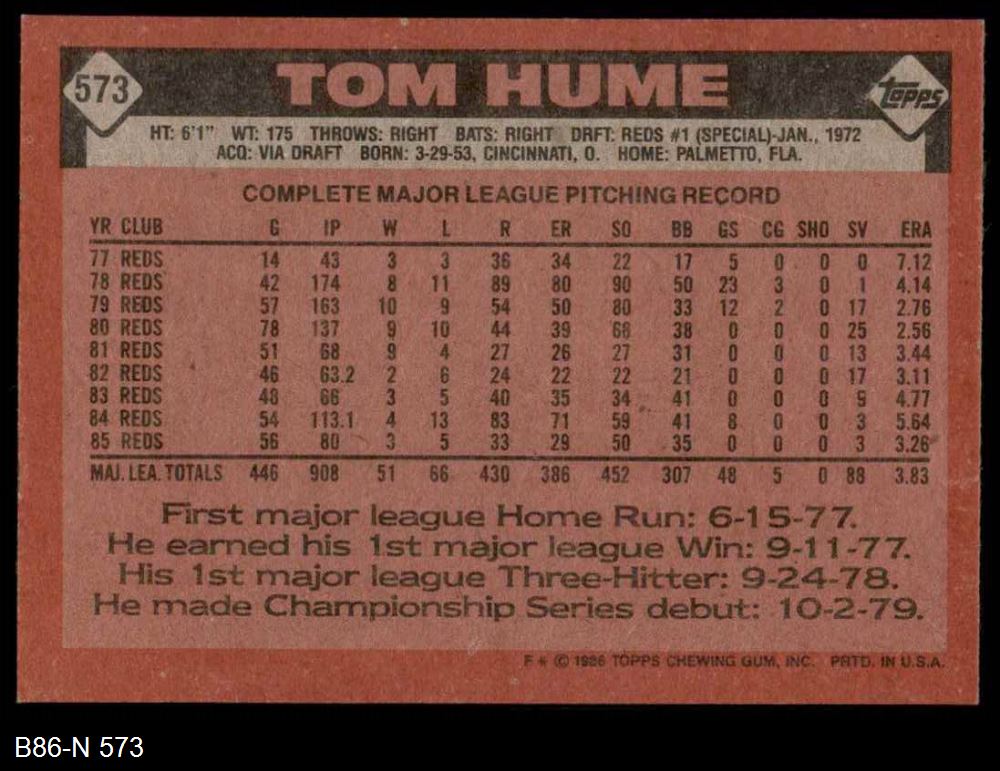 573
TOM HUME
topps
HT: 6'1" WT: 175 THROWS: RIGHT BATS: RIGHT DRFT: REDS #1 (SPECIAL)-JAN., 1972
ACQ: VIA DRAFT BORN: 3-29-53, CINCINNATI, O. HOME: PALMETTO, FLA.
COMPLETE MAJOR LEAGUE PITCHING RECORD
YR CLUB G IP W L R ER SO BB GS CG SHO SV ERA
77 REDS 14 43 3 3 36 34 22 17 5 0 0 0 7.12
78 REDS 42 174 8 11 89 80 90 50 23 3 0 1 4.14
79 REDS 57 163 10 9 54 50 80 33 12 2 0 17 2.76
80 REDS 78 137 9 10 44 39 68 38 0 0 0 25 2.56
81 REDS 51 68 9 4 27 26 27 31 0 0 0 13 3.44
82 REDS 46 63.2 2 6 24 22 22 21 0 0 0 17 3.11
83 REDS 48 66 3 5 40 35 34 41 0 0 0 9 4.77
84 REDS 54 113.1 4 13 83 71 59 41 8 0 0 3 5.64
85 REDS 56 80 3 5 33 29 50 35 0 0 0 3 3.26
MAJ. LEA. TOTALS 446 908 51 66 430 386 452 307 48 5 0 88 3.83
First major league Home Run: 6-15-77.
He earned his 1st major league Win: 9-11-77.
His 1st major league Three-Hitter: 9-24-78.
He made Championship Series debut: 10-2-79.
F * © 1986 TOPPS CHEWING GUM, INC. PRTD. IN U.S.A.
B86-N 573